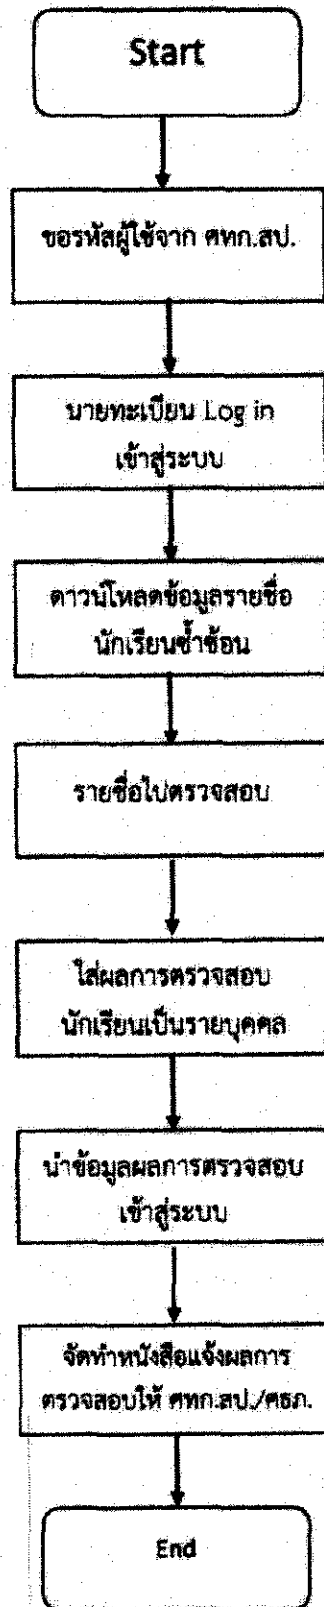 Start
ขอรหัสผู้ใช้จาก ศทก.สป.
นายทะเบียน Log in
เข้าสู่ระบบ
ดาวน์โหลดข้อมูลรายชื่อ
นักเรียนซ้ำซ้อน
รายชื่อไปตรวจสอบ
ใส่ผลการตรวจสอบ
นักเรียนเป็นรายบุคคล
นำข้อมูลผลการตรวจสอบ
เข้าสู่ระบบ
จัดทำหนังสือแจ้งผลการ
ตรวจสอบให้ ศทก.สป./ศธภ.
End